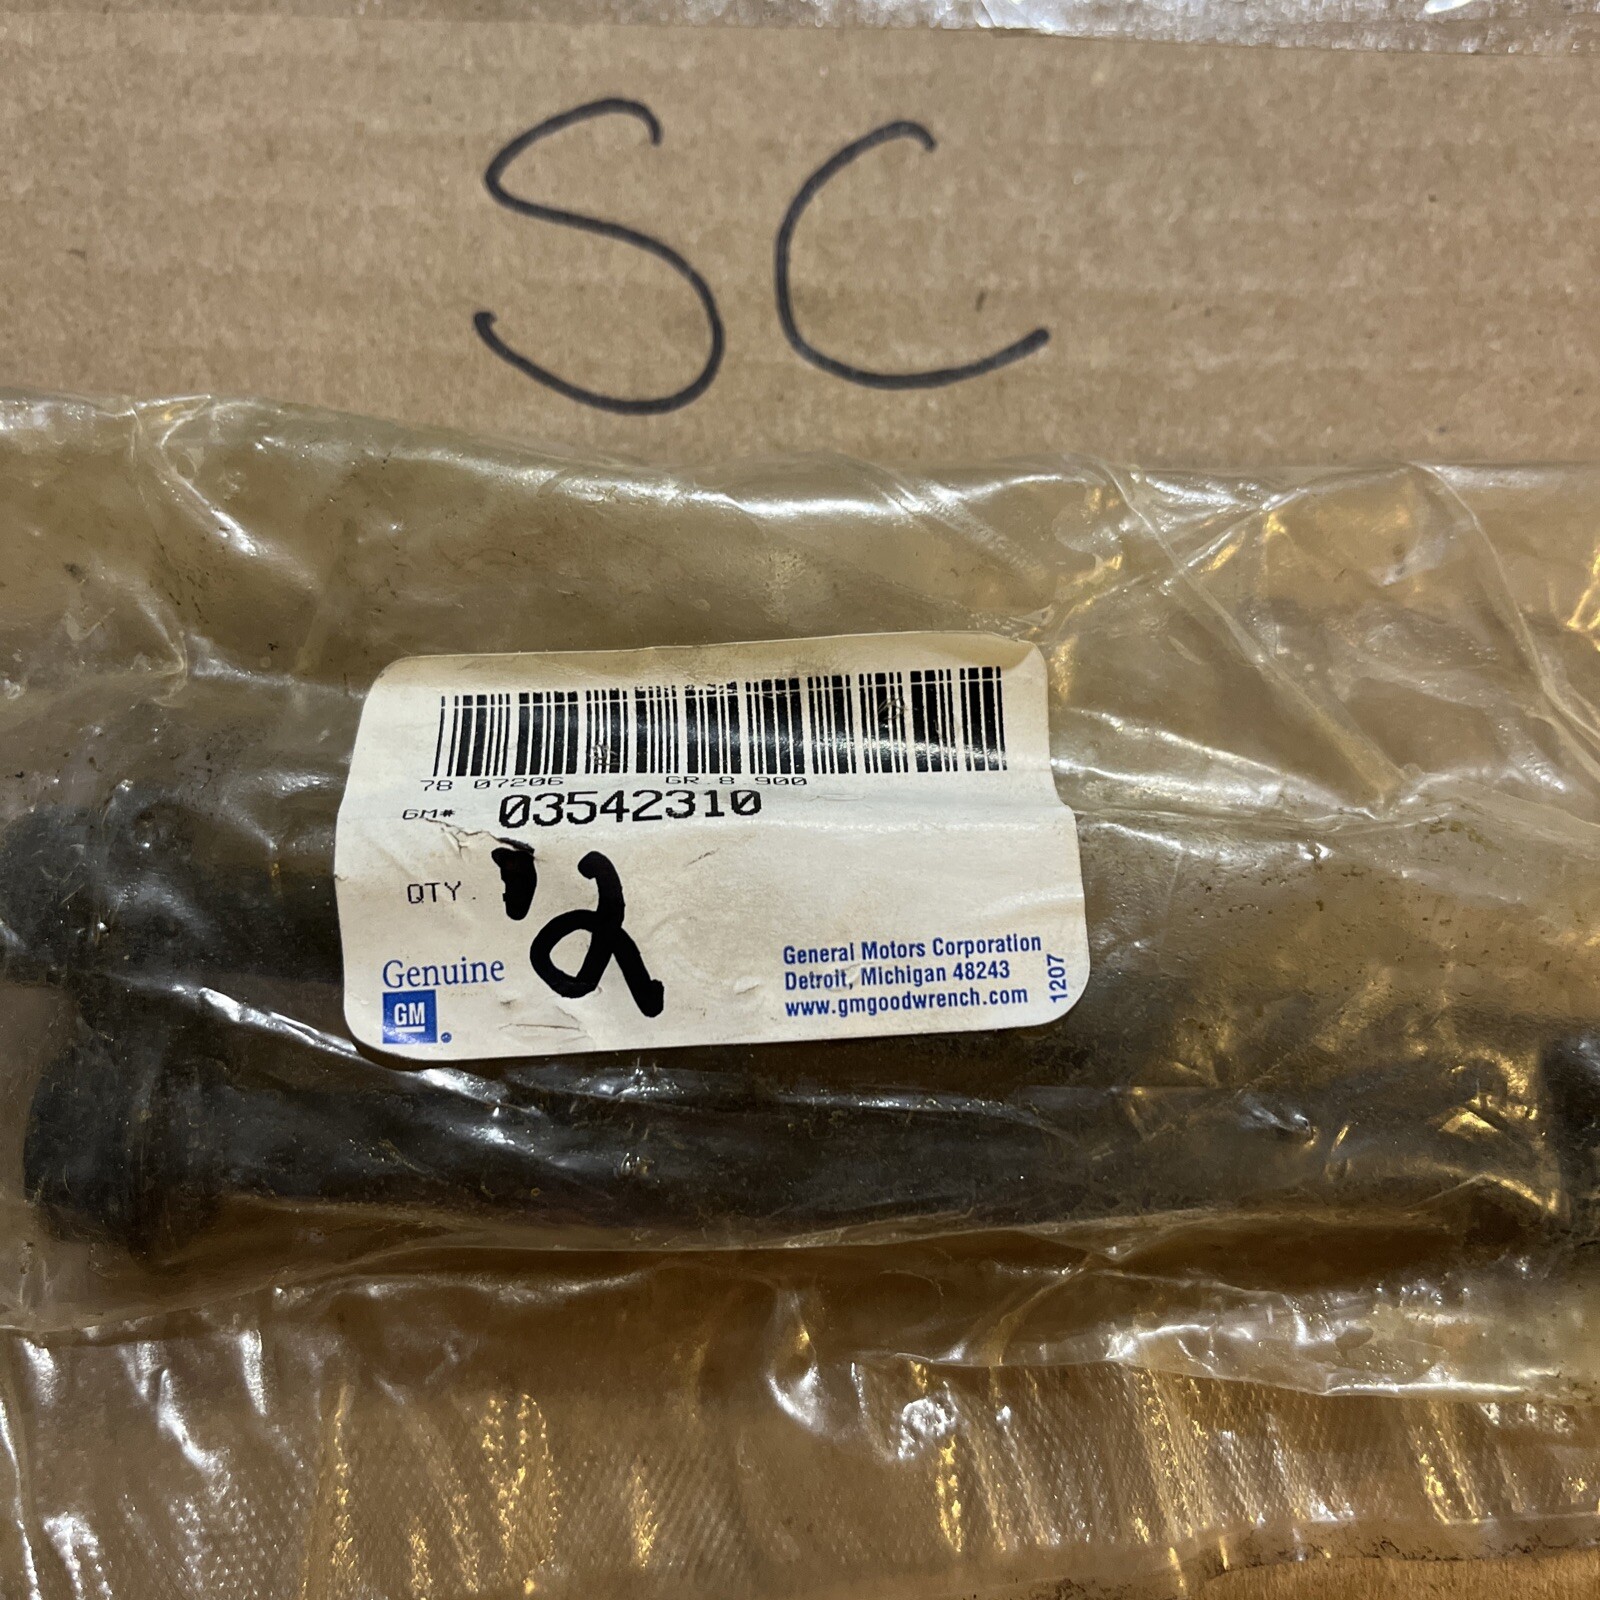 SC
78 07206 GR 8.900
GM# 03542310
QTY. 2
Genuine
GM
General Motors Corporation
Detroit, Michigan 48243
www.gmgoodwrench.com
1207